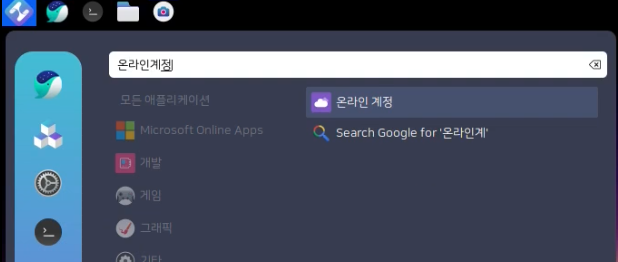 온라인계정
모든 애플리케이션
Microsoft Online Apps
개발
게임
그래픽
기타
온라인 계정
Search Google for '온라인계'